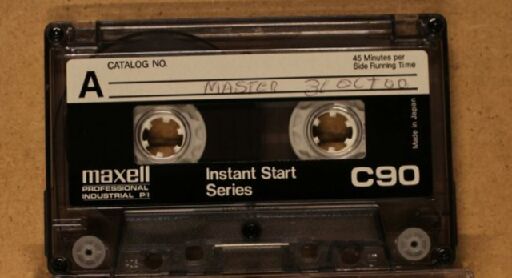 CATALOG NO.
45 Minutes per
Side Running Time
A
MASTER 31 OCT
Made in Japan
maxell
PROFESSIONAL
INDUSTRIAL P.I
Instant Start
Series
C90